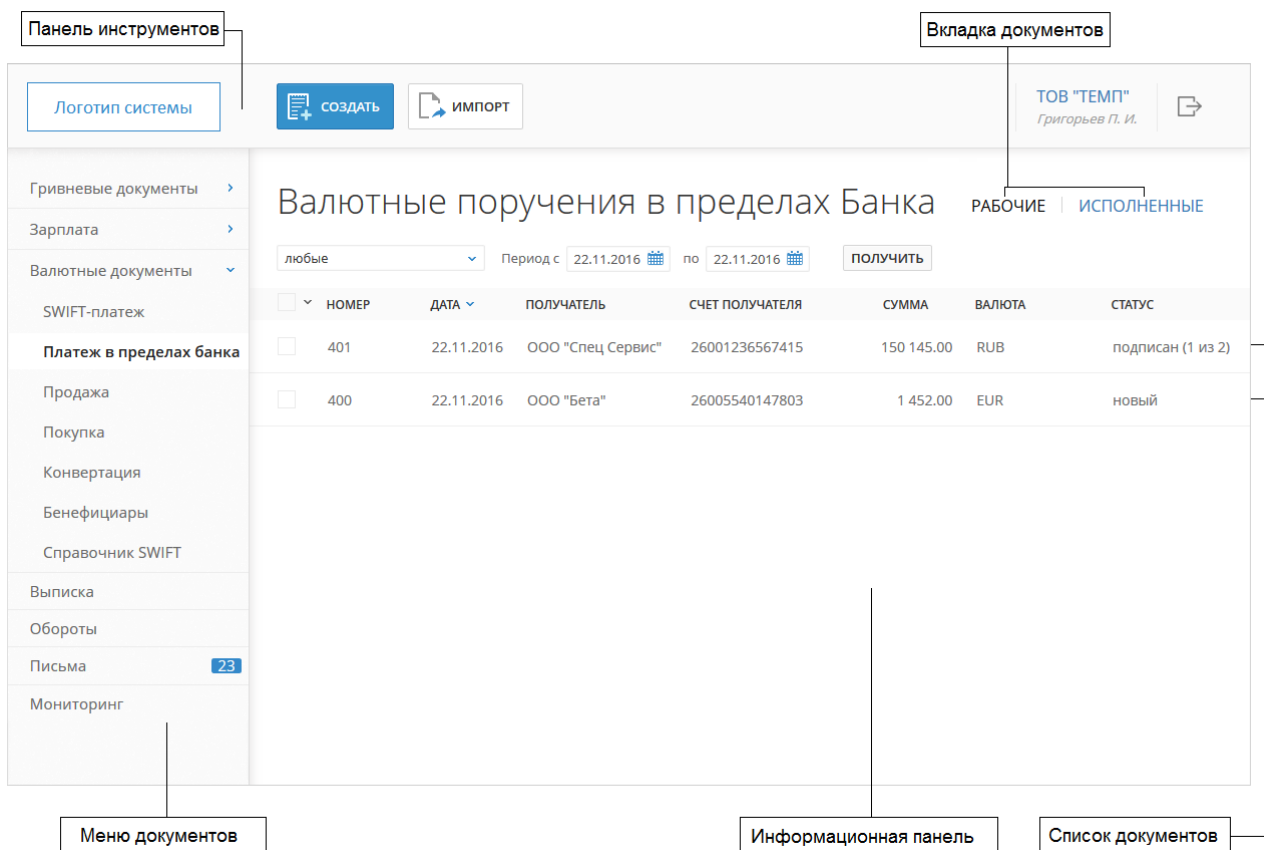 Панель инструментов
Вкладка документов
Логотип системы
СОЗДАТЬ
ИМПОРТ
ТОВ "ТЕМП"
Григорьев П. И.
Гривневые документы
Зарплата
Валютные документы
SWIFT-платеж
Платеж в пределах банка
Продажа
Покупка
Конвертация
Бенефициары
Справочник SWIFT
Выписка
Обороты
Письма 23
Мониторинг
Валютные поручения в пределах Банка РАБОЧИЕ ИСПОЛНЕННЫЕ
любые Период с 22.11.2016 по 22.11.2016 ПОЛУЧИТЬ
НОМЕР ДАТА ПОЛУЧАТЕЛЬ СЧЕТ ПОЛУЧАТЕЛЯ СУММА ВАЛЮТА СТАТУС
401 22.11.2016 ООО "Спец Сервис" 26001236567415 150 145.00 RUB подписан (1 из 2)
400 22.11.2016 ООО "Бета" 26005540147803 1 452.00 EUR новый
Меню документов
Информационная панель
Список документов